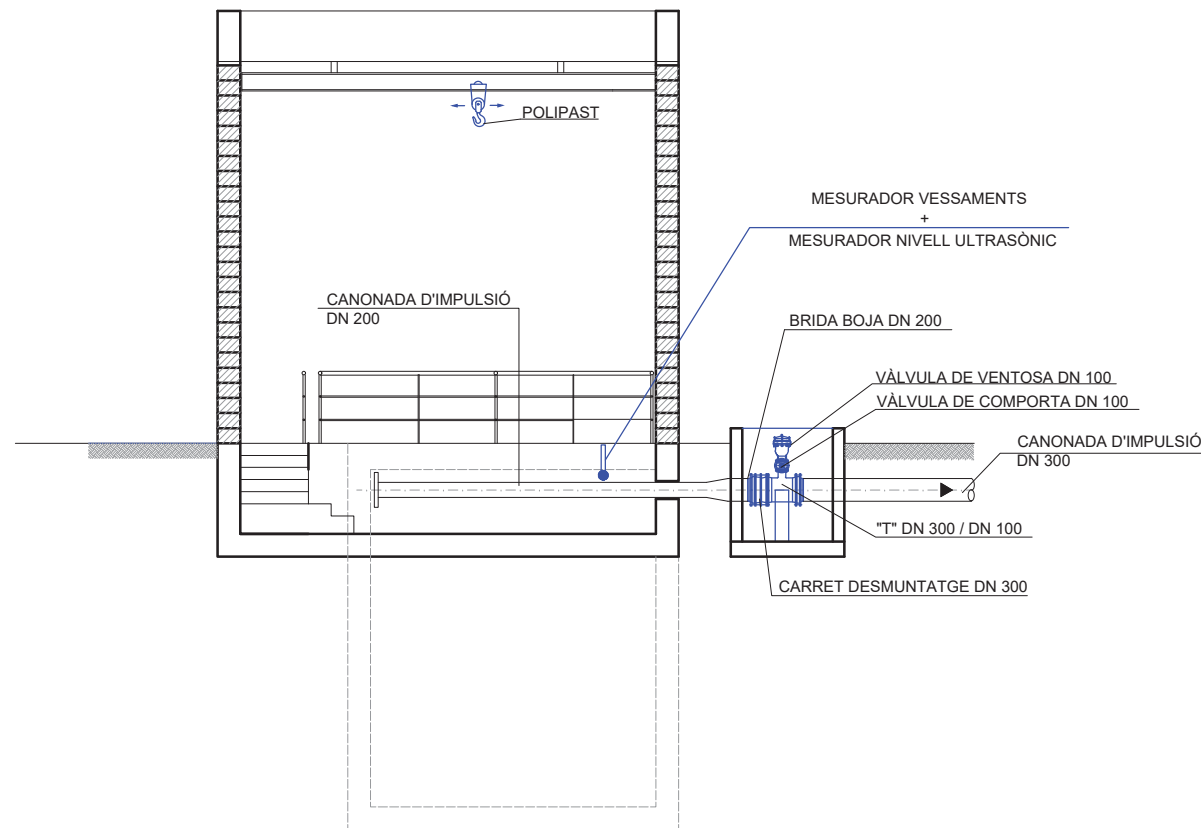 POLIPAST
MESURADOR VESSAMENTS
+
MESURADOR NIVELL ULTRASÒNIC
CANONADA D'IMPULSIÓ
DN 200
BRIDA BOJA DN 200
VÀLVULA DE VENTOSA DN 100
VÀLVULA DE COMPORTA DN 100
CANONADA D'IMPULSIÓ
DN 300
"T" DN 300 / DN 100
CARRET DESMUNTATGE DN 300